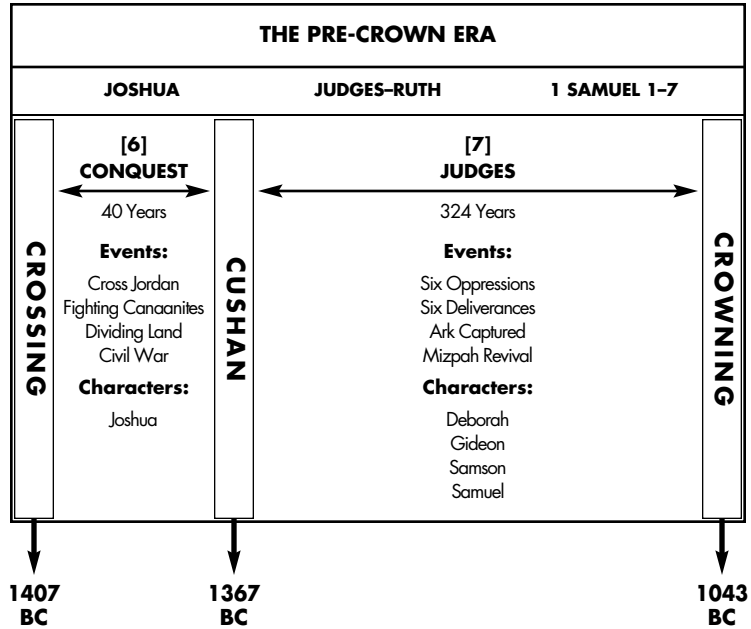 THE PRE-CROWN ERA
JOSHUA JUDGES–RUTH 1 SAMUEL 1–7
CROSSING
[6]
CONQUEST
40 Years
Events:
Cross Jordan
Fighting Canaanites
Dividing Land
Civil War
Characters:
Joshua
CUSHAN
[7]
JUDGES
324 Years
Events:
Six Oppressions
Six Deliverances
Ark Captured
Mizpah Revival
Characters:
Deborah
Gideon
Samson
Samuel
CROWNING
1407
BC
1367
BC
1043
BC